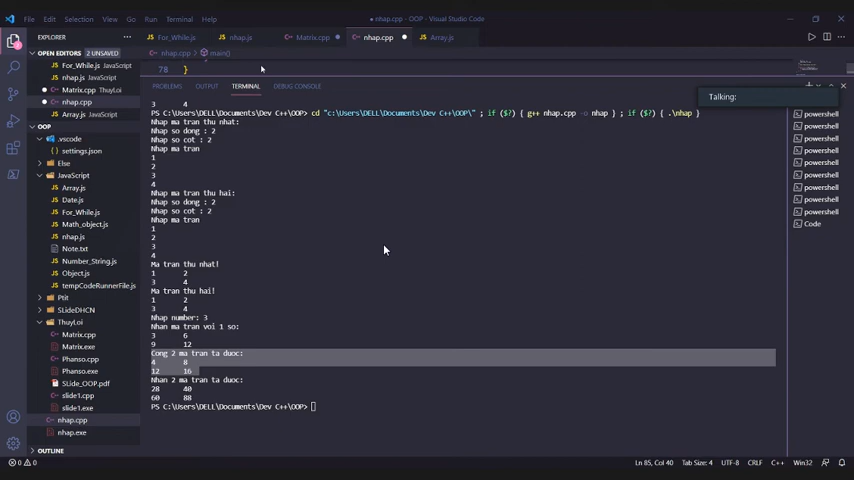 File Edit Selection View Go Run Terminal Help
nhap.cpp - OOP - Visual Studio Code
For_While.js nhap.js Matrix.cpp nhap.cpp Array.js
EXPLORER
OPEN EDITORS 2 UNSAVED
For_While.js JavaScript
nhap.js JavaScript
Matrix.cpp ThuyLoi
nhap.cpp
Array.js JavaScript
OOP
.vscode
settings.json
Else
JavaScript
Array.js
Date.js
For_While.js
Math_object.js
nhap.js
Note.txt
Number_String.js
Object.js
tempCodeRunnerFile.js
Ptit
SLideDHCN
ThuyLoi
Matrix.cpp
Matrix.exe
Phanso.cpp
Phanso.exe
SLide_OOP.pdf
slide1.cpp
slide1.exe
nhap.cpp
nhap.exe
OUTLINE
nhap.cpp > main()
78 }
PROBLEMS OUTPUT TERMINAL DEBUG CONSOLE
Talking:
3 4
PS C:\Users\DELL\Documents\Dev C++\OOP> cd "c:\Users\DELL\Documents\Dev C++\OOP\" ; if ($?) { g++ nhap.cpp -o nhap } ; if ($?) { .\nhap }
Nhap ma tran thu nhat:
Nhap so dong : 2
Nhap so cot : 2
Nhap ma tran
1
2
3
4
Nhap ma tran thu hai:
Nhap so dong : 2
Nhap so cot : 2
Nhap ma tran
1
2
3
4
Ma tran thu nhat!
1 2
3 4
Ma tran thu hai!
1 2
3 4
Nhap number: 3
Nhan ma tran voi 1 so:
3 6
9 12
Cong 2 ma tran ta duoc:
4 8
12 16
Nhan 2 ma tran ta duoc:
28 40
60 88
PS C:\Users\DELL\Documents\Dev C++\OOP>
powershell
powershell
powershell
powershell
powershell
powershell
powershell
powershell
powershell
Code
0 0
Ln 85, Col 40 Tab Size: 4 UTF-8 CRLF C++ Win32